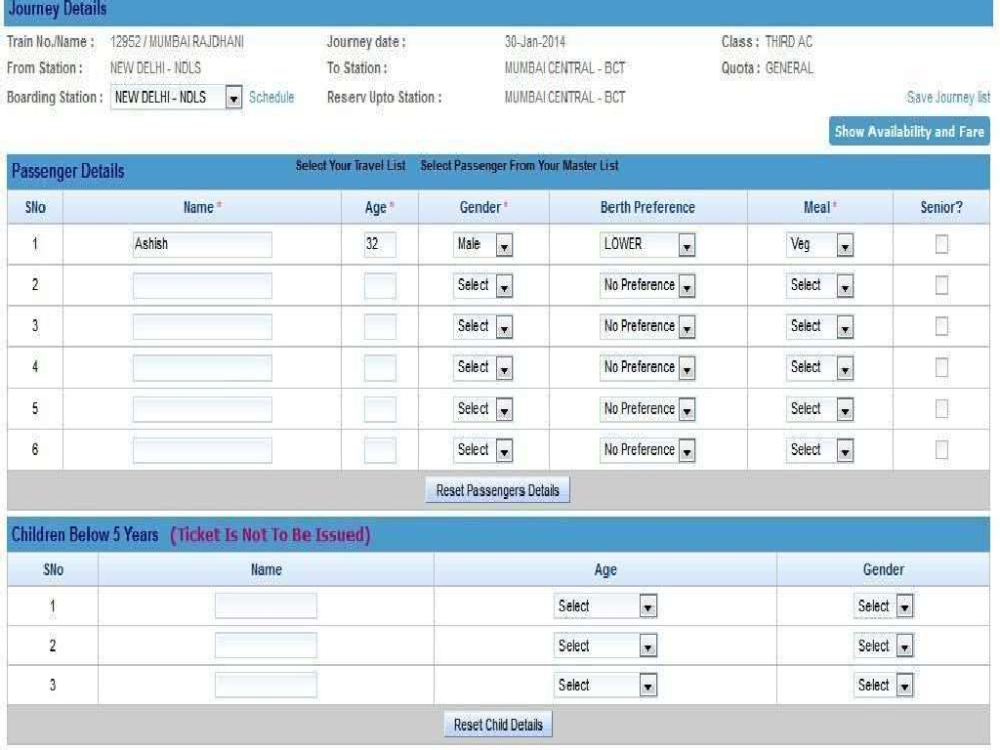 Journey Details
Train No./Name : 12952 / MUMBAI RAJDHANI Journey date : 30-Jan-2014 Class : THIRD AC
From Station : NEW DELHI - NDLS To Station : MUMBAI CENTRAL - BCT Quota : GENERAL
Boarding Station : NEW DELHI - NDLS Schedule Reserv Upto Station : MUMBAI CENTRAL - BCT Save Journey list
Show Availability and Fare
Passenger Details Select Your Travel List Select Passenger From Your Master List
SNo Name * Age * Gender * Berth Preference Meal * Senior?
1 Ashish 32 Male LOWER Veg
2 Select No Preference Select
3 Select No Preference Select
4 Select No Preference Select
5 Select No Preference Select
6 Select No Preference Select
Reset Passengers Details
Children Below 5 Years (Ticket Is Not To Be Issued)
SNo Name Age Gender
1 Select Select
2 Select Select
3 Select Select
Reset Child Details